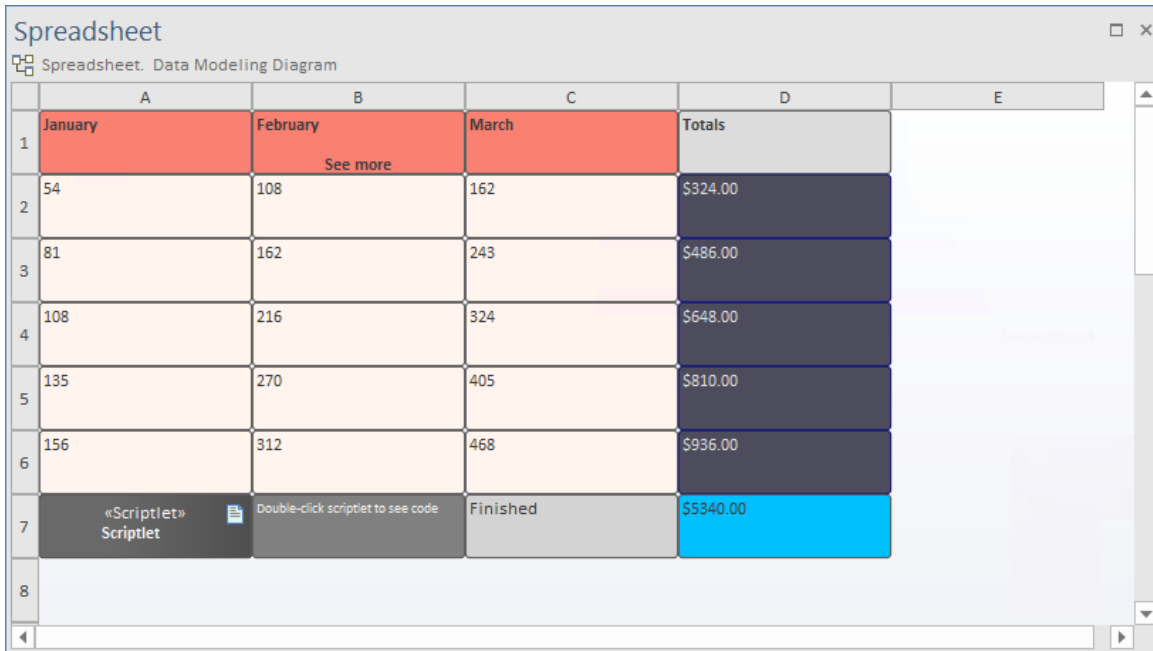 Spreadsheet
Spreadsheet. Data Modeling Diagram
A B C D E
1 January February March Totals
See more
2 54 108 162 $324.00
3 81 162 243 $486.00
4 108 216 324 $648.00
5 135 270 405 $810.00
6 156 312 468 $936.00
7 «Scriptlet» Double-click scriptlet to see code Finished $5340.00
Scriptlet
8